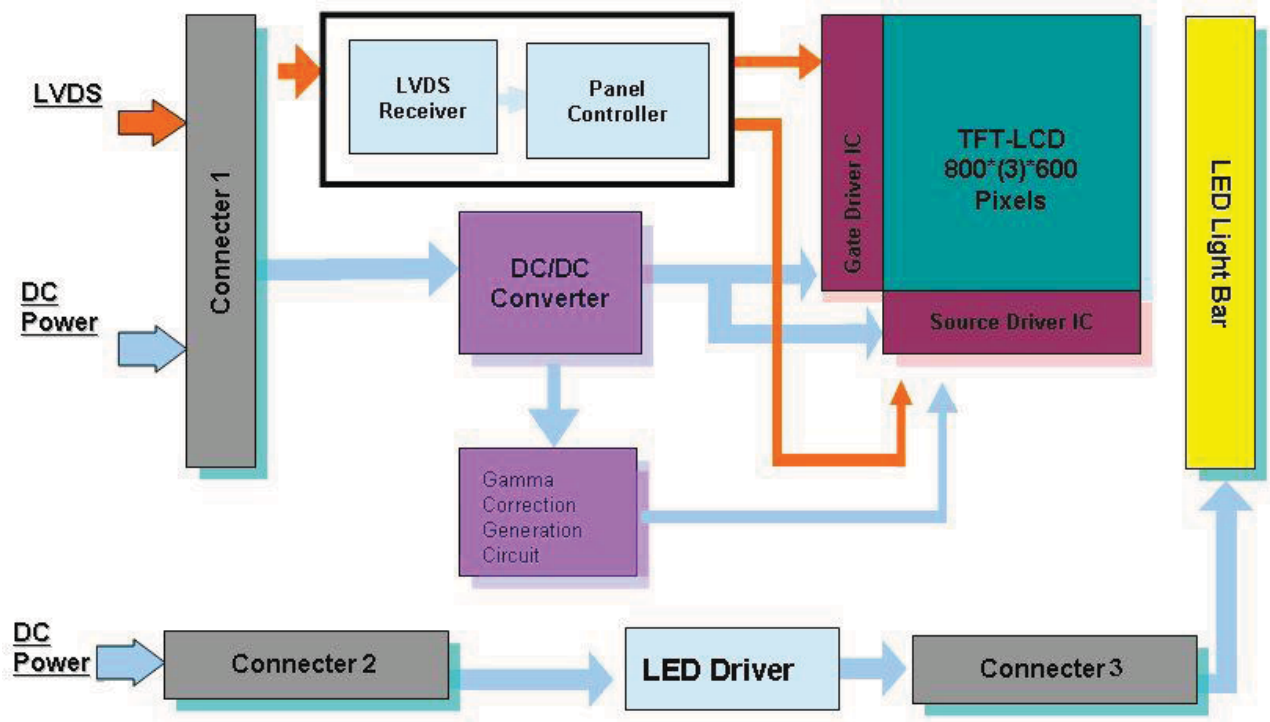 LVDS
DC
Power
Connecter 1
LVDS
Receiver
Panel
Controller
DC/DC
Converter
Gamma
Correction
Generation
Circuit
Gate Driver IC
TFT-LCD
800*(3)*600
Pixels
Source Driver IC
LED Light Bar
DC
Power
Connecter 2
LED Driver
Connecter 3